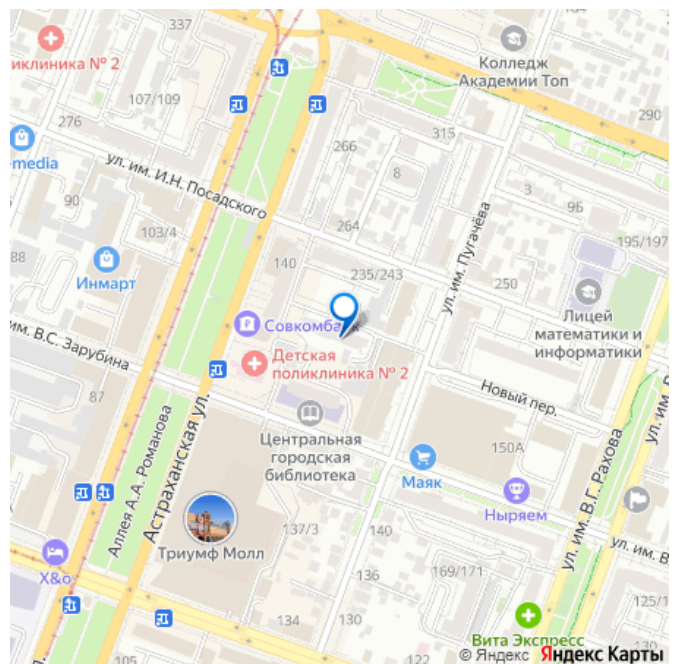 337
иклиника № 2
Колледж
Академии Топ
107/109
290
276
315
266
-media
ул. им. И.Н. Посадского
8
3
9Б
90
264
103/4
195/197
88
140
235/243
ул. им. Пугачёва
250
Инмарт
Совкомбанк
Лицей
математики и
информатики
им. В.С. Зарубина
Детская
поликлиника № 2
Новый пер.
87
Центральная
городская
библиотека
150А
Маяк
Аллея А.А. Романова
Астраханская ул.
Ныряем
ул. им. В.Г. Рахова
137/3
140
Триумф Молл
ул. им. В
X&o
136
169/171
125/1
134
130
Вита Экспресс
105
122
© Яндекс Яндекс Карты